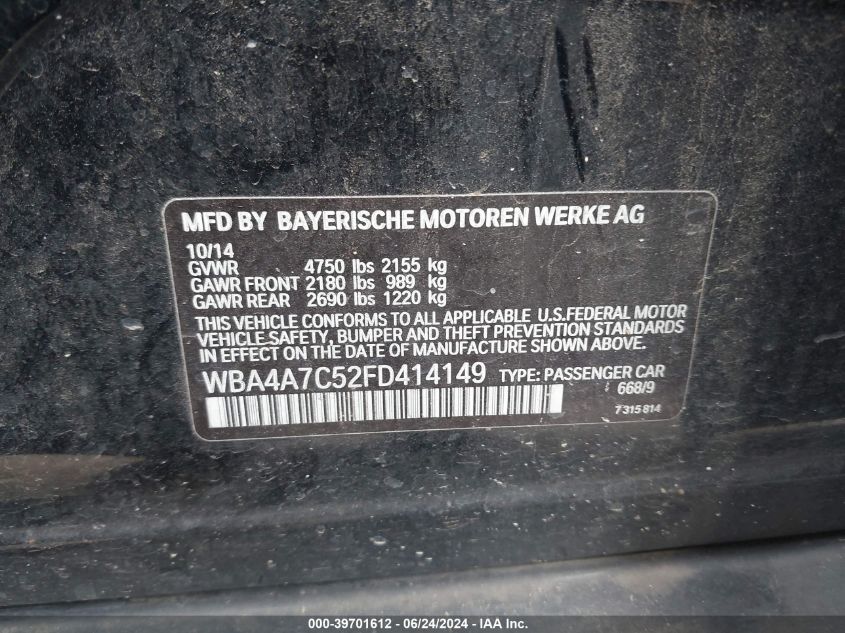 MFD BY BAYERISCHE MOTOREN WERKE AG
10/14
GVWR 4750 lbs 2155 kg
GAWR FRONT 2180 lbs 989 kg
GAWR REAR 2690 lbs 1220 kg
THIS VEHICLE CONFORMS TO ALL APPLICABLE U.S.FEDERAL MOTOR
VEHICLE SAFETY, BUMPER AND THEFT PREVENTION STANDARDS
IN EFFECT ON THE DATE OF MANUFACTURE SHOWN ABOVE.
WBA4A7C52FD414149 TYPE: PASSENGER CAR
668/9
7315814
000-39701612 - 06/24/2024 - IAA Inc.